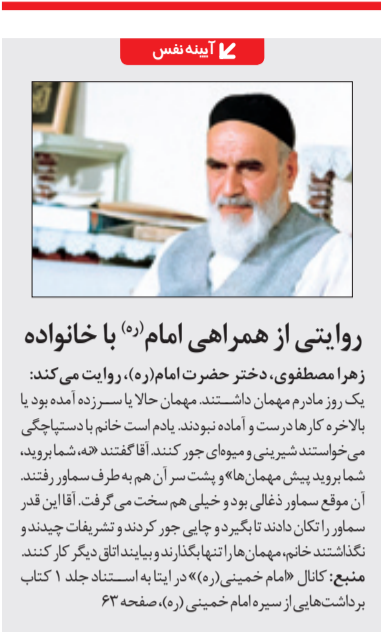 آیینه نفس
روایتی از همراهی امام(ره) با خانواده
زهرا مصطفوی، دختر حضرت امام(ره)، روایت می‌کند:
یک روز مادرم مهمان داشتند. مهمان حالا یا سرزده آمده بود یا
بالاخره کارها درست و آماده نبودند. یادم است خانم با دستپاچگی
می‌خواستند شیرینی و میوه‌ای جور کنند. آقا گفتند «نه، شما بروید،
شما بروید پیش مهمان‌ها» و پشت سر آن هم به طرف سماور رفتند.
آن موقع سماور ذغالی بود و خیلی هم سخت می‌گرفت. آقا این قدر
سماور را تکان دادند تا بگیرد و چایی جور کردند و تشریفات چیدند و
نگذاشتند خانم، مهمان‌ها را تنها بگذارند و بیایند اتاق دیگر کار کنند.
منبع: کانال «امام خمینی(ره)» در ایتا به استناد جلد ۱ کتاب
برداشت‌هایی از سیره امام خمینی (ره)، صفحه ۶۳